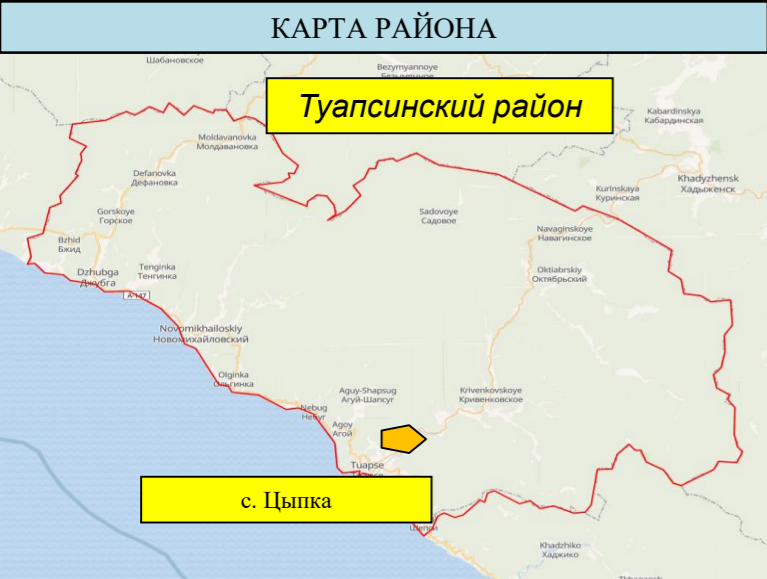 КАРТА РАЙОНА
Шабановское
Bezymyannoye
Безымянное
Туапсинский район
Kabardinskya
Кабардинская
Moldavanovka
Молдавановка
Defanovka
Дефановка
Khadyzhensk
Хадыженск
Kurinskaya
Куринская
Gorskoye
Горское
Sadovoye
Садовое
Navaginskoye
Навагинское
Bzhid
Бжид
Tenginka
Тенгинка
Dzhubga
Джубга
Oktiabrskiy
Октябрьский
A-147
Novomikhailoskiy
Новомихайловский
Olginka
Ольгинка
Aguy-Shapsug
Агуй-Шапсуг
Krivenkovskoye
Кривенковское
Nebug
Небуг
Agoy
Агой
Tuapse
с. Цыпка
Шепси
Khadzhiko
Хаджико